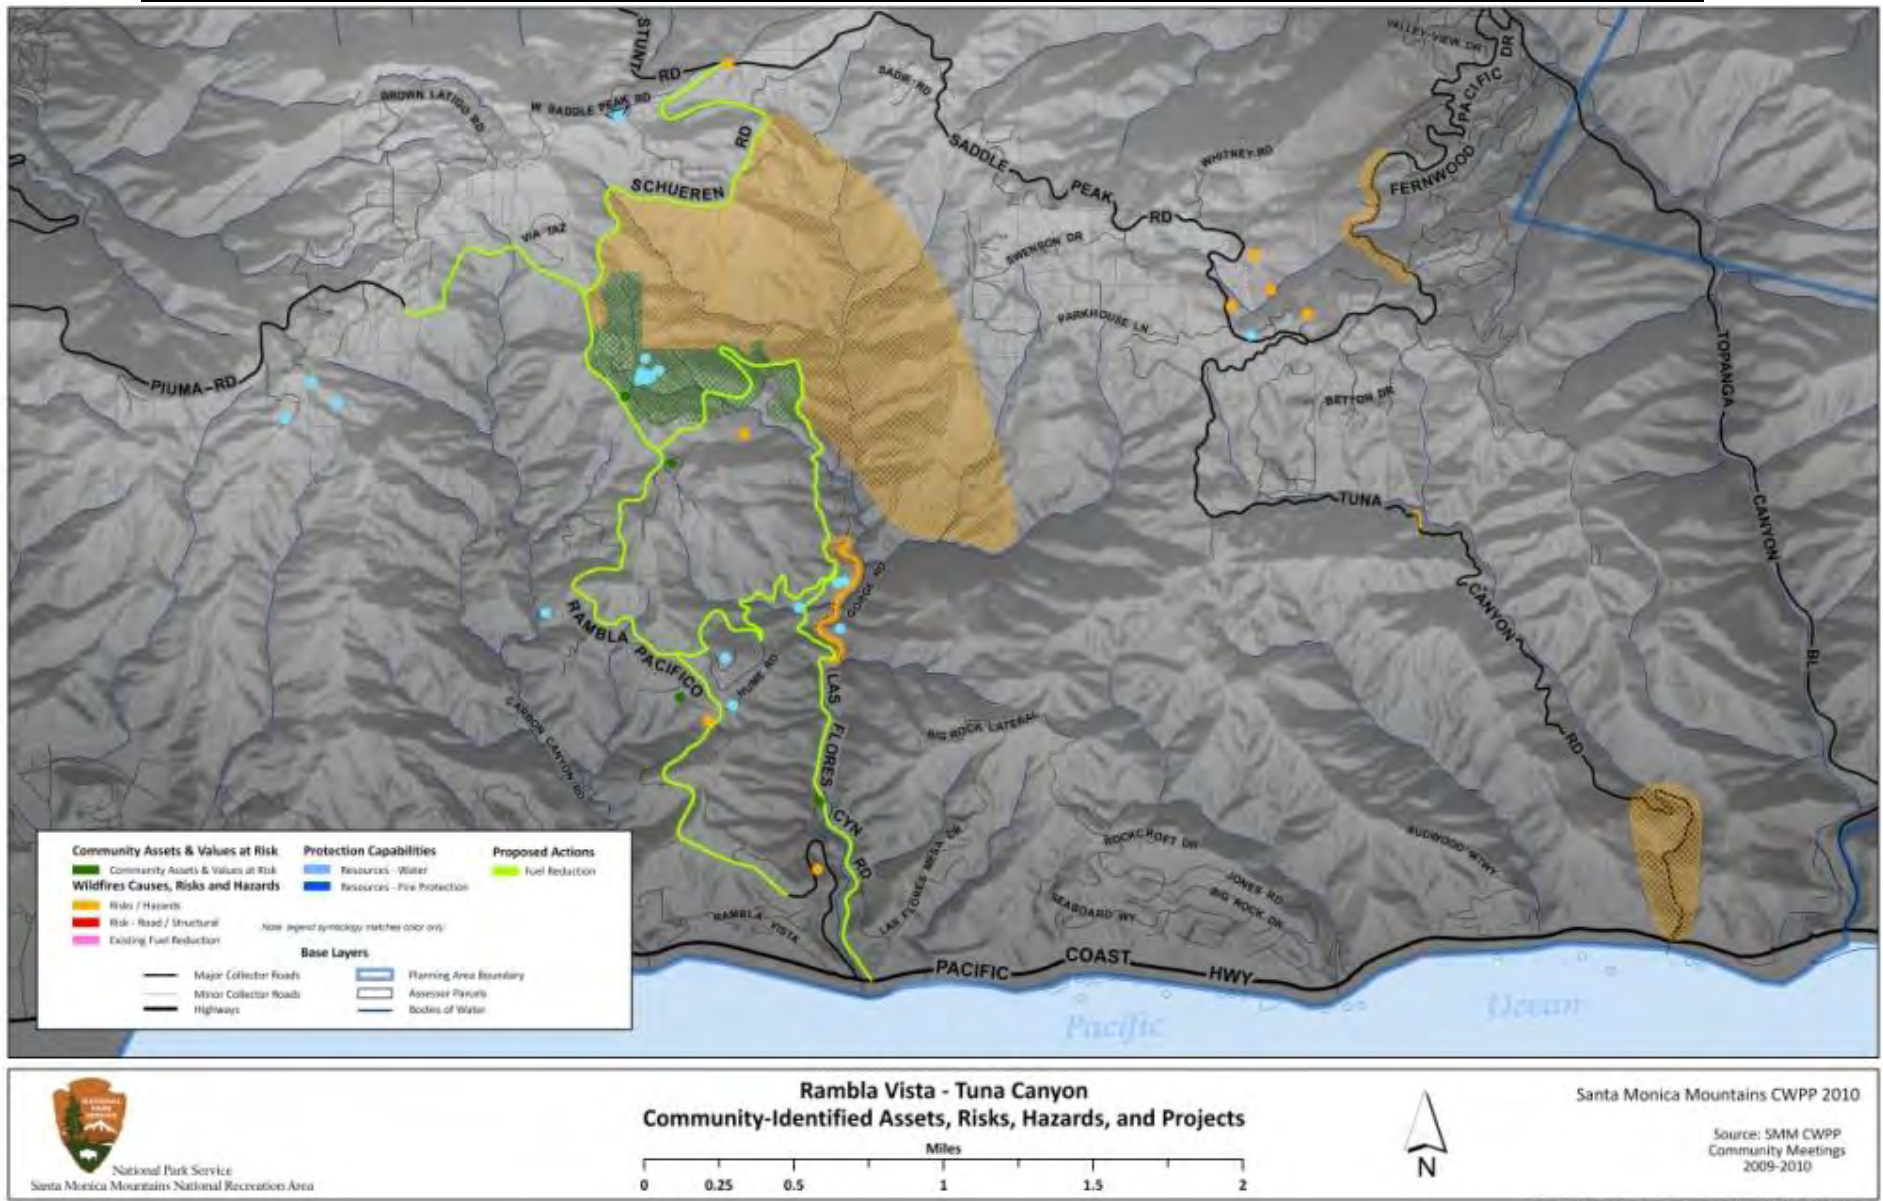 STUNT
RD
VALLEY-VIEW DR
DR
PACIFIC
SADIE RD
BROWN LATIGO RD
W SADDLE PEAK RD
RD
SADDLE
PEAK
RD
WHITNEY RD
FERNWOOD
SCHUEREN
VIA TAZ
SWENSON DR
PARKHOUSE LN
TOPANGA
PIUMA-RD
BETTON DR
TUNA
CANYON
GORGE RD
CANYON
RAMBLA
PACIFICO
HUME RD
LAS
FLORES
CYN
RD
BL
CARBON CANYON RD
BIG ROCK LATERAL
RD
ROCKCROFT DR
BUDWOOD MTWY
LAS FLORES MESA DR
JONES RD
BIG ROCK DR
SEABOARD WY
RAMBLA VISTA
PACIFIC
COAST
HWY
Pacific
Ocean
Community Assets & Values at Risk
Community Assets & Values at Risk
Wildfires Causes, Risks and Hazards
Risks / Hazards
Risk - Road / Structural
Existing Fuel Reduction
Protection Capabilities
Resources - Water
Resources - Fire Protection
Proposed Actions
Fuel Reduction
Note: legend symbology matches color only
Base Layers
Major Collector Roads
Minor Collector Roads
Highways
Planning Area Boundary
Assessor Parcels
Bodies of Water
NATIONAL
PARK
SERVICE
National Park Service
Santa Monica Mountains National Recreation Area
Rambla Vista - Tuna Canyon
Community-Identified Assets, Risks, Hazards, and Projects
Miles
0 0.25 0.5 1 1.5 2
N
Santa Monica Mountains CWPP 2010
Source: SMM CWPP
Community Meetings
2009-2010